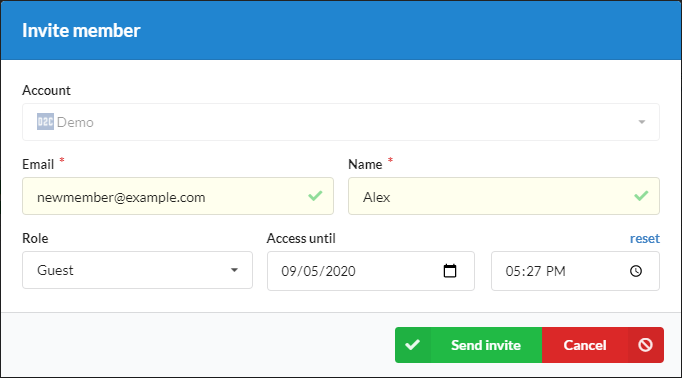 Invite member
Account
D2C Demo
Email * Name *
newmember@example.com Alex
Role Access until reset
Guest 09/05/2020 05:27 PM
Send invite Cancel